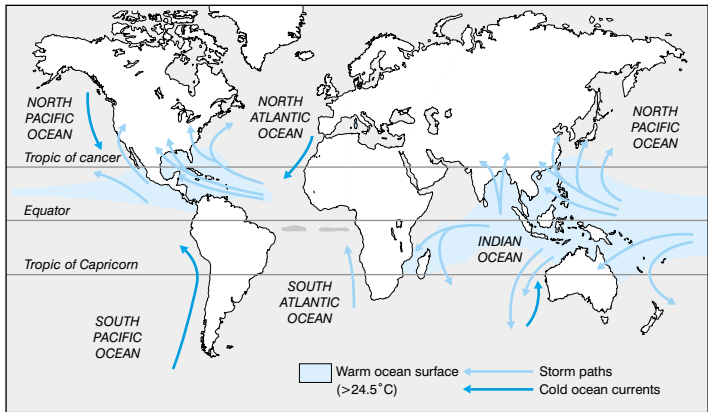 NORTH
PACIFIC
OCEAN
NORTH
ATLANTIC
OCEAN
NORTH
PACIFIC
OCEAN
Tropic of cancer
Equator
INDIAN
OCEAN
Tropic of Capricorn
SOUTH
ATLANTIC
OCEAN
SOUTH
PACIFIC
OCEAN
Warm ocean surface
(>24.5˚C)
Storm paths
Cold ocean currents